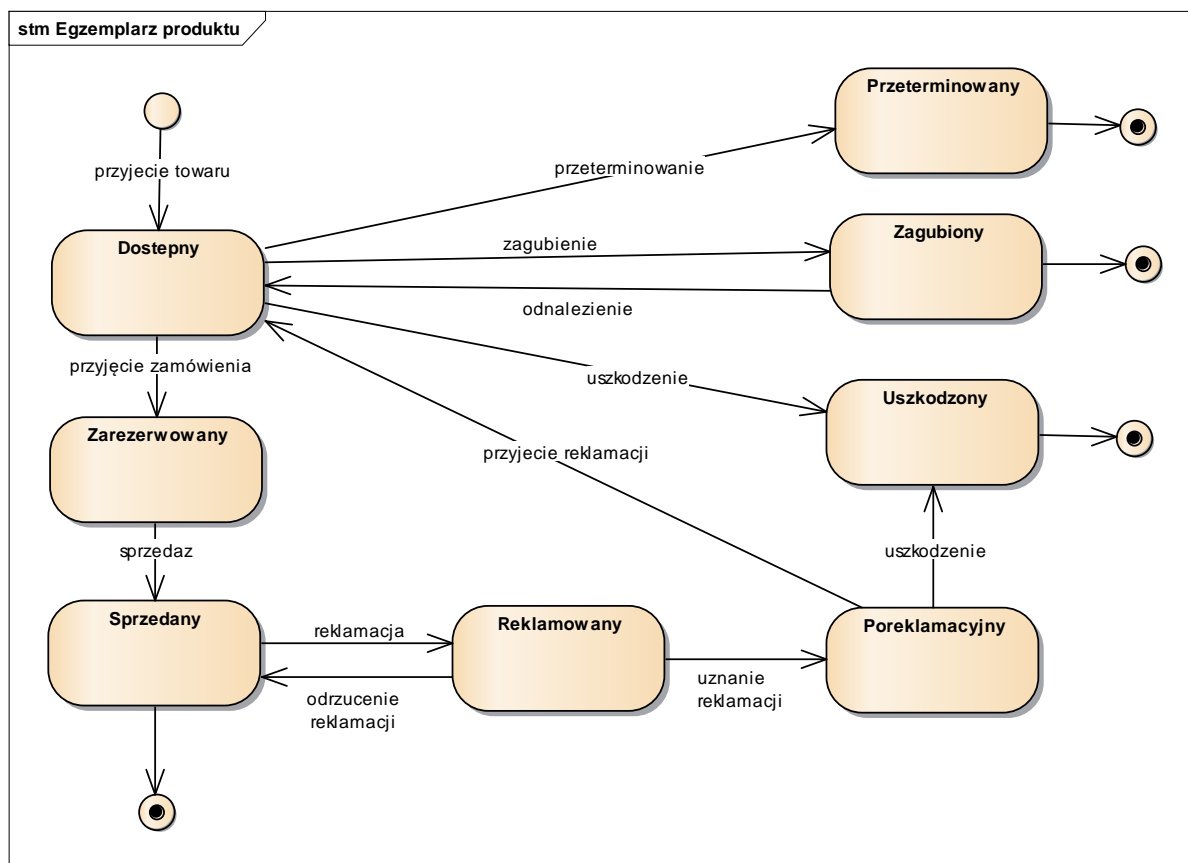 stm Egzemplarz produktu
Przeterminowany
przyjecie towaru
przeterminowanie
Dostepny
zagubienie
Zagubiony
odnalezienie
przyjęcie zamówienia
uszkodzenie
Uszkodzony
Zarezerwowany
przyjecie reklamacji
sprzedaz
uszkodzenie
Sprzedany
reklamacja
Reklamowany
Poreklamacyjny
odrzucenie
reklamacji
uznanie
reklamacji